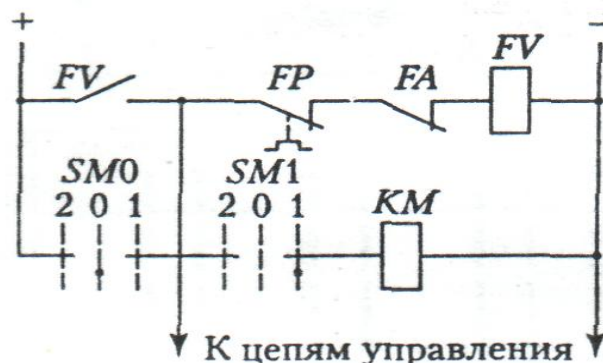 + −
FV FP FA FV
SM0 SM1
2 0 1 2 0 1 KM
К цепям управления